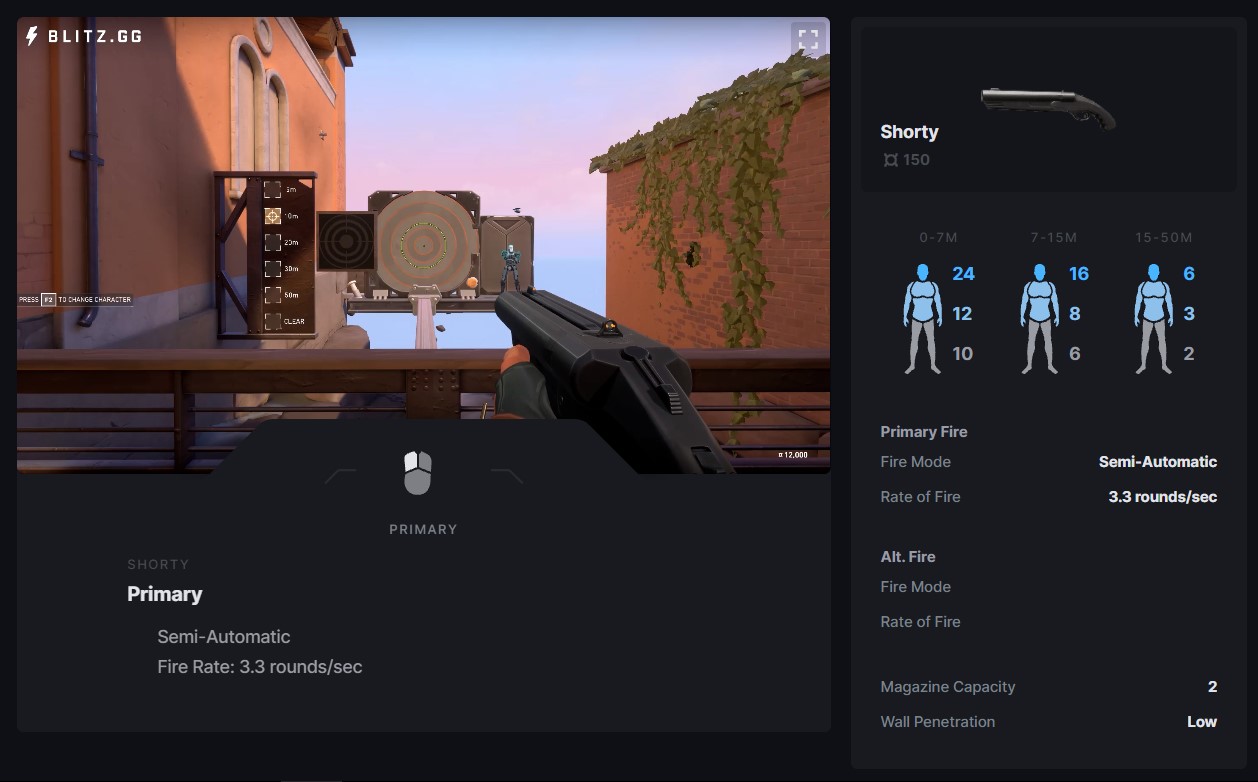 BLITZ.GG
5m
10m
20m
30m
50m
CLEAR
PRESS F2 TO CHANGE CHARACTER
¤ 12,000
PRIMARY
SHORTY
Primary
Semi-Automatic
Fire Rate: 3.3 rounds/sec
Shorty
¤ 150
0-7M 7-15M 15-50M
24 16 6
12 8 3
10 6 2
Primary Fire
Fire Mode Semi-Automatic
Rate of Fire 3.3 rounds/sec
Alt. Fire
Fire Mode
Rate of Fire
Magazine Capacity 2
Wall Penetration Low